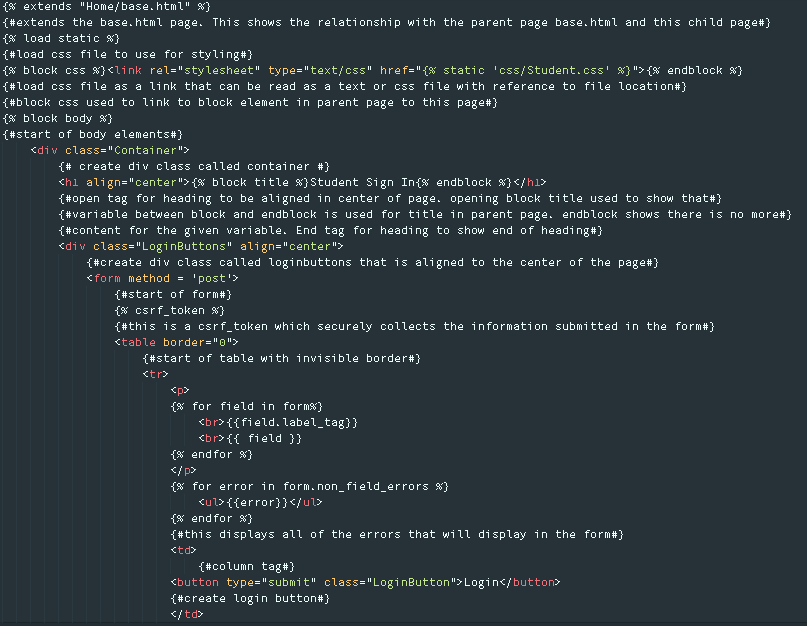 {% extends "Home/base.html" %}
{#extends the base.html page. This shows the relationship with the parent page base.html and this child page#}
{% load static %}
{#load css file to use for styling#}
{% block css %}<link rel="stylesheet" type="text/css" href="{% static 'css/Student.css' %}">{% endblock %}
{#load css file as a link that can be read as a text or css file with reference to file location#}
{#block css used to link to block element in parent page to this page#}
{% block body %}
{#start of body elements#}
    <div class="Container">
        {# create div class called container #}
        <h1 align="center">{% block title %}Student Sign In{% endblock %}</h1>
        {#open tag for heading to be aligned in center of page. opening block title used to show that#}
        {#variable between block and endblock is used for title in parent page. endblock shows there is no more#}
        {#content for the given variable. End tag for heading to show end of heading#}
        <div class="LoginButtons" align="center">
            {#create div class called loginbuttons that is aligned to the center of the page#}
            <form method = 'post'>
                {#start of form#}
                {% csrf_token %}
                {#this is a csrf_token which securely collects the information submitted in the form#}
                <table border="0">
                    {#start of table with invisible border#}
                    <tr>
                        <p>
                        {% for field in form%}
                            <br>{{field.label_tag}}
                            <br>{{ field }}
                        {% endfor %}
                        </p>
                        {% for error in form.non_field_errors %}
                            <ul>{{error}}</ul>
                        {% endfor %}
                        {#this displays all of the errors that will display in the form#}
                        <td>
                            {#column tag#}
                        <button type="submit" class="LoginButton">Login</button>
                        {#create login button#}
                        </td>